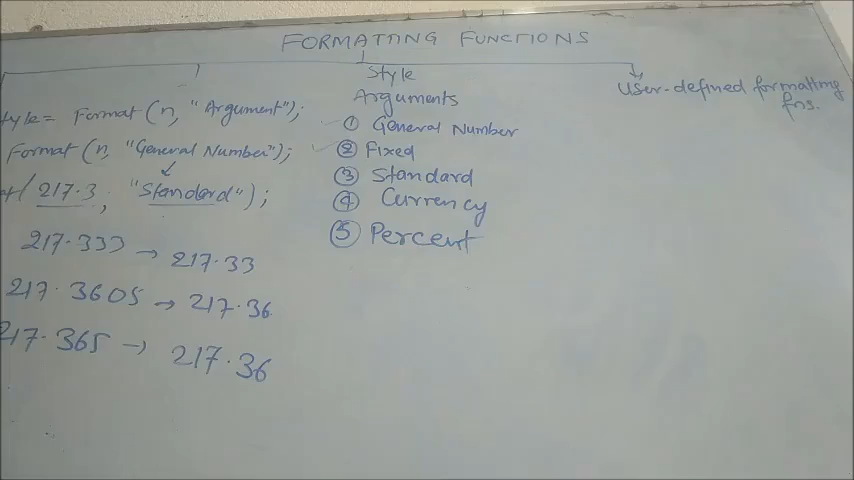 FORMATTING FUNCTIONS
tyle = Format (n, "Argument");
Format (n, "General Number");
at( 217.3, "Standard");
217.333 → 217.33
217.3605 → 217.36
217.365 → 217.36
Style
Arguments
① General Number
② Fixed
③ Standard
④ Currency
⑤ Percent
User-defined formatting
fns.